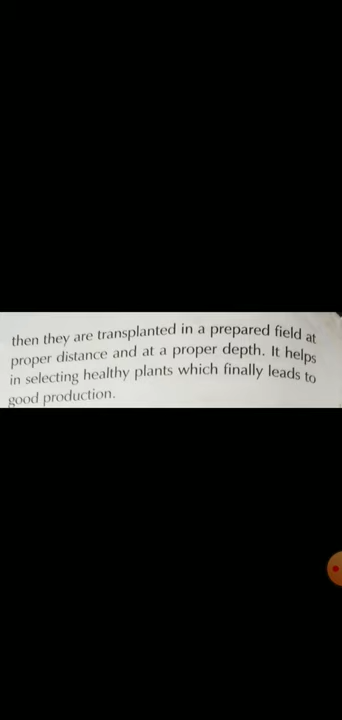 then they are transplanted in a prepared field at
proper distance and at a proper depth. It helps
in selecting healthy plants which finally leads to
good production.